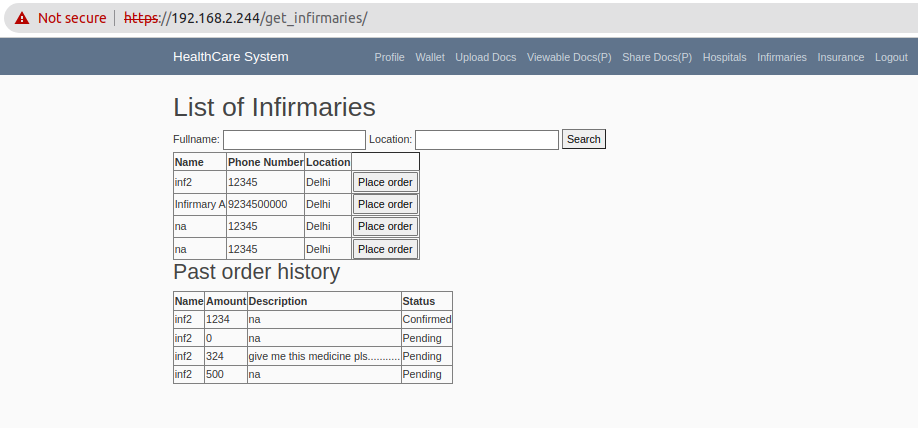 Not secure https://192.168.2.244/get_infirmaries/
HealthCare System Profile Wallet Upload Docs Viewable Docs(P) Share Docs(P) Hospitals Infirmaries Insurance Logout
List of Infirmaries
Fullname: Location: Search
Name Phone Number Location
inf2 12345 Delhi Place order
Infirmary A 9234500000 Delhi Place order
na 12345 Delhi Place order
na 12345 Delhi Place order
Past order history
Name Amount Description Status
inf2 1234 na Confirmed
inf2 0 na Pending
inf2 324 give me this medicine pls........... Pending
inf2 500 na Pending